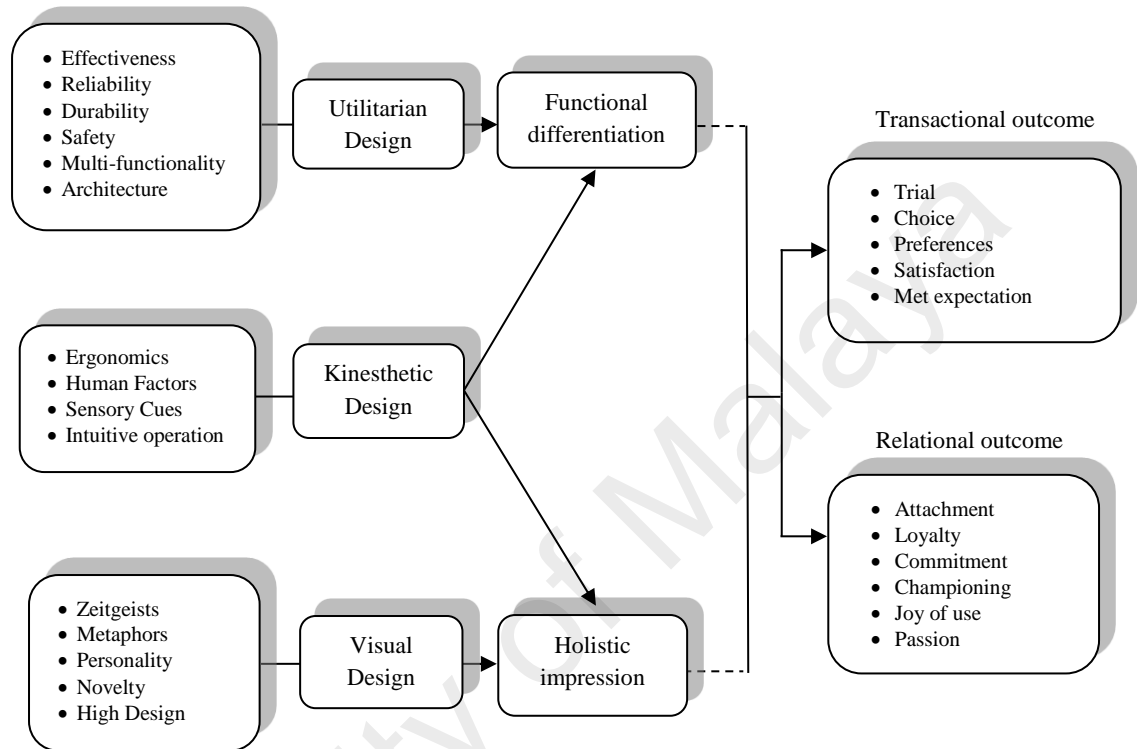 • Effectiveness
• Reliability
• Durability
• Safety
• Multi-functionality
• Architecture
Utilitarian
Design
Functional
differentiation
• Ergonomics
• Human Factors
• Sensory Cues
• Intuitive operation
Kinesthetic
Design
• Zeitgeists
• Metaphors
• Personality
• Novelty
• High Design
Visual
Design
Holistic
impression
Transactional outcome
• Trial
• Choice
• Preferences
• Satisfaction
• Met expectation
Relational outcome
• Attachment
• Loyalty
• Commitment
• Championing
• Joy of use
• Passion
of Malaya